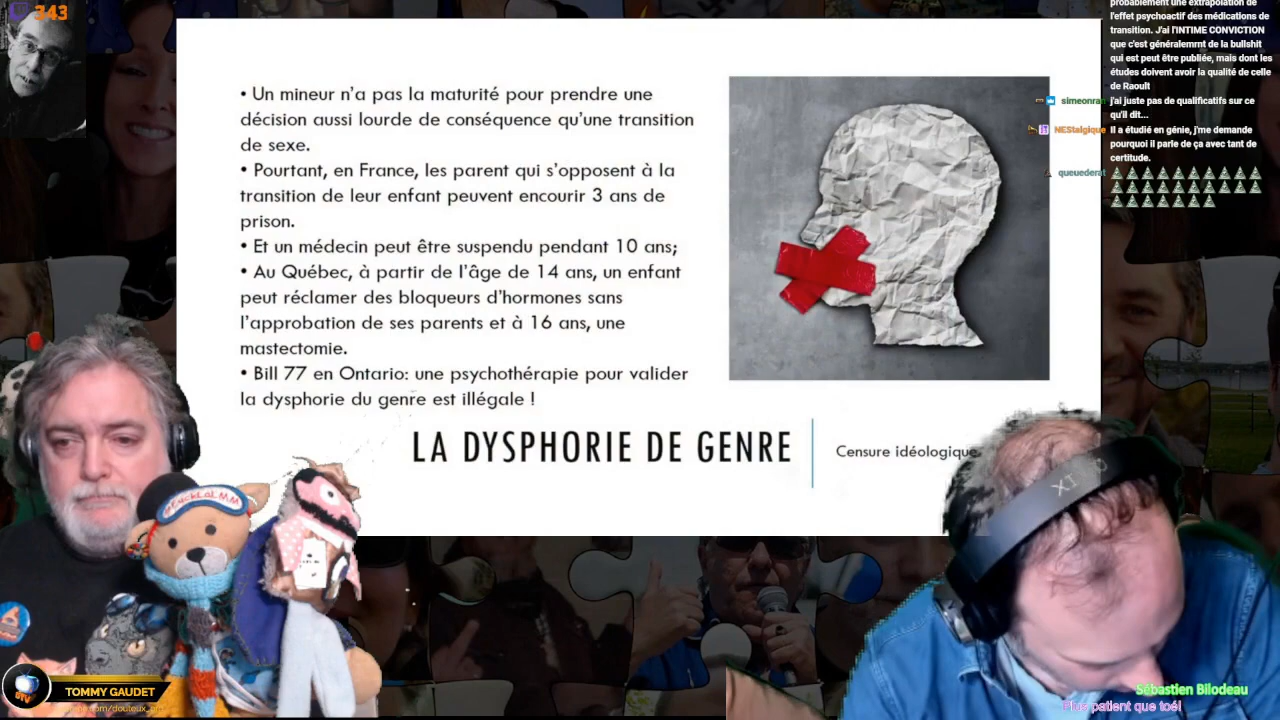 343
• Un mineur n'a pas la maturité pour prendre une
décision aussi lourde de conséquence qu'une transition
de sexe.
• Pourtant, en France, les parent qui s'opposent à la
transition de leur enfant peuvent encourir 3 ans de
prison.
• Et un médecin peut être suspendu pendant 10 ans;
• Au Québec, à partir de l'âge de 14 ans, un enfant
peut réclamer des bloqueurs d'hormones sans
l'approbation de ses parents et à 16 ans, une
mastectomie.
• Bill 77 en Ontario: une psychothérapie pour valider
la dysphorie du genre est illégale !
LA DYSPHORIE DE GENRE
Censure idéologique
probablement une extrapolation de
l'effet psychoactif des médications de
transition. J'ai l'INTIME CONVICTION
que c'est généralemrnt de la bullshit
qui est peut être publiée, mais dont les
études doivent avoir la qualité de celle
de Raoult
j'ai juste pas de qualificatifs sur ce
qu'il dit...
NEStalgique
Il a étudié en génie, j'me demande
pourquoi il parle de ça avec tant de
certitude.
TOMMY GAUDET
Sébastien Bilodeau
Plus patient que toé!